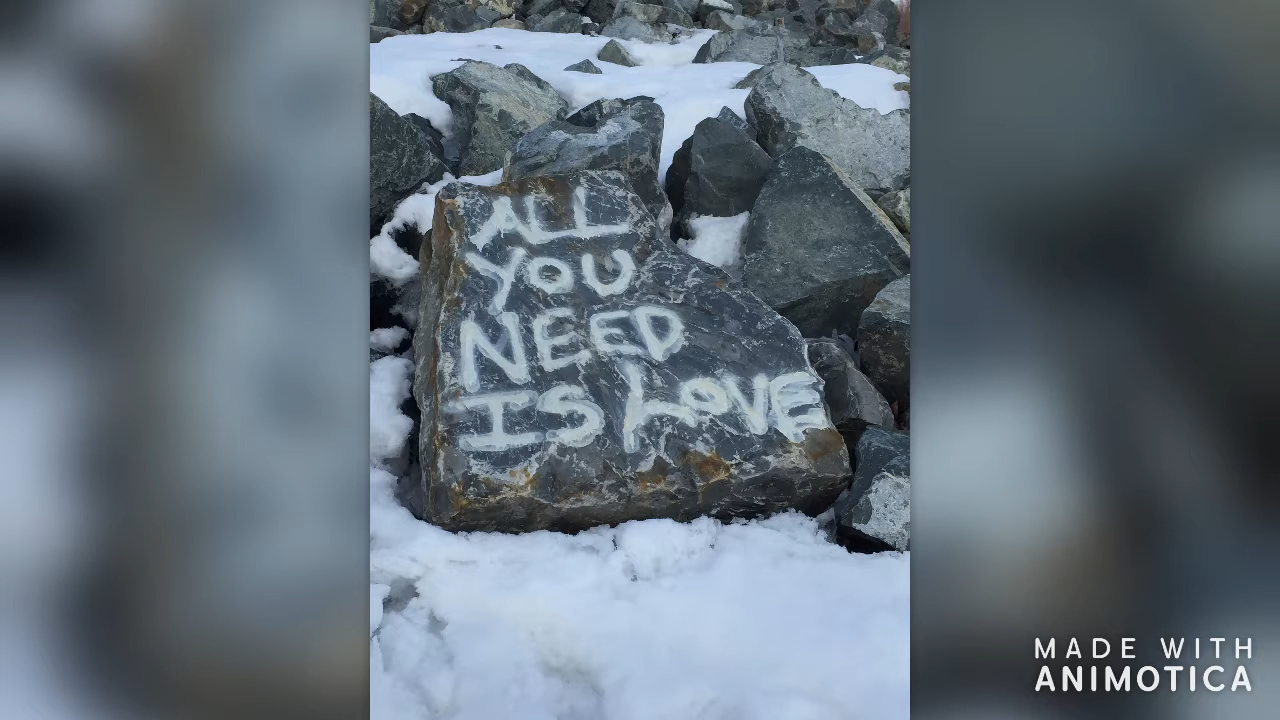 ALL
YOU
NEED
IS LOVE
MADE WITH
ANIMOTICA